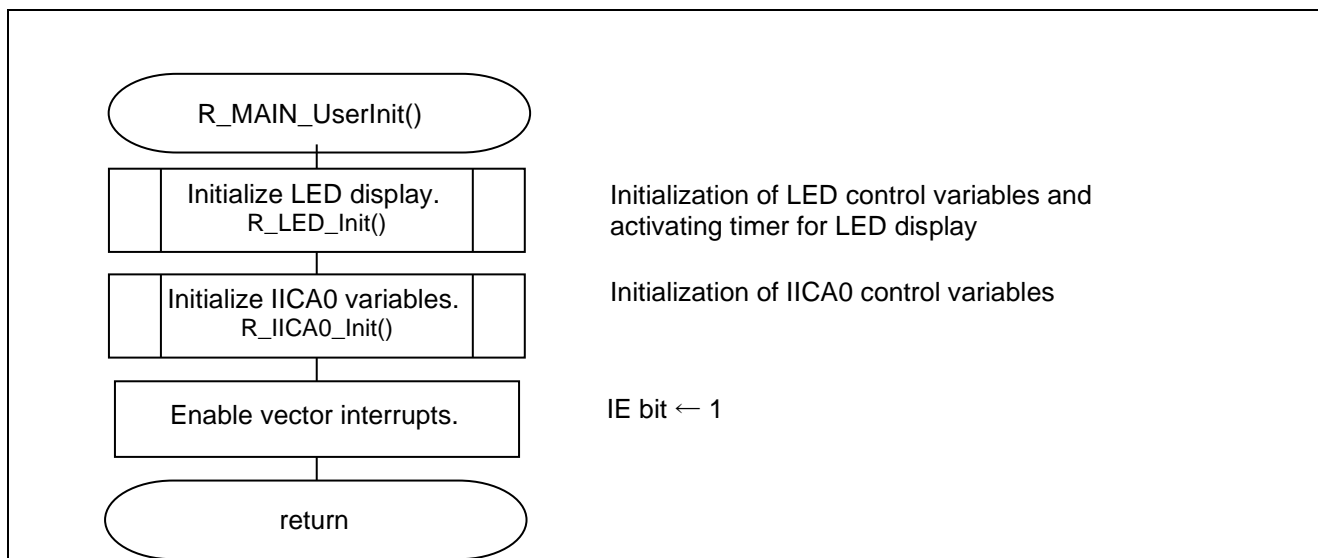 R_MAIN_UserInit()
Initialize LED display.
R_LED_Init()
Initialization of LED control variables and
activating timer for LED display
Initialize IICA0 variables.
R_IICA0_Init()
Initialization of IICA0 control variables
Enable vector interrupts.
IE bit ← 1
return